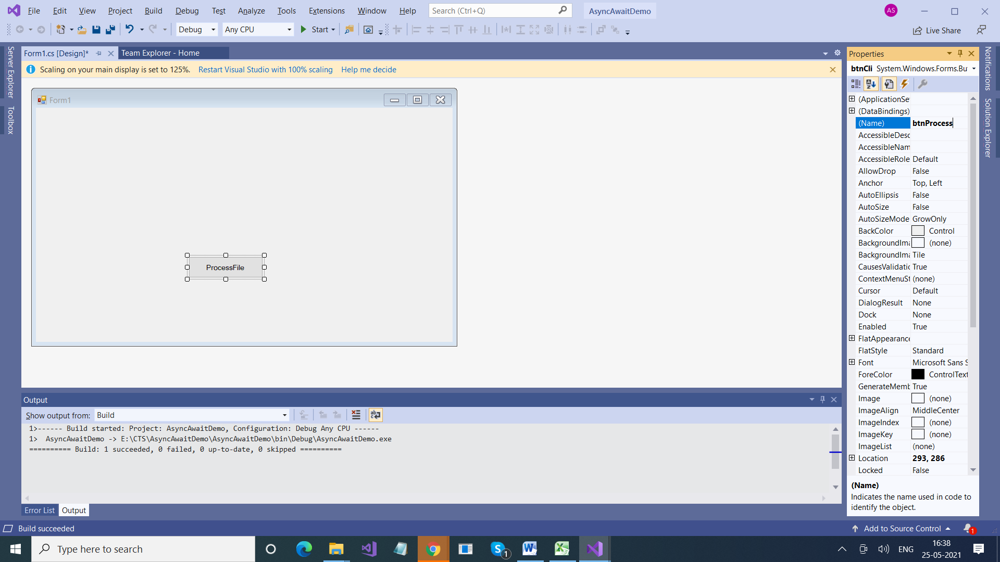 File Edit View Project Build Debug Test Analyze Tools Extensions Window Help Search (Ctrl+Q) AsyncAwaitDemo AS
Debug Any CPU Start Live Share
Server Explorer
Toolbox
Form1.cs [Design]* Team Explorer - Home
Scaling on your main display is set to 125%. Restart Visual Studio with 100% scaling Help me decide
Form1
ProcessFile
Output
Show output from: Build
1>------ Build started: Project: AsyncAwaitDemo, Configuration: Debug Any CPU ------
1> AsyncAwaitDemo -> E:\CTS\AsyncAwaitDemo\AsyncAwaitDemo\bin\Debug\AsyncAwaitDemo.exe
========== Build: 1 succeeded, 0 failed, 0 up-to-date, 0 skipped ==========
Error List Output
Properties
btnCli System.Windows.Forms.Bu
(ApplicationSe
(DataBindings)
(Name) btnProcess
AccessibleDesc
AccessibleNam
AccessibleRole Default
AllowDrop False
Anchor Top, Left
AutoEllipsis False
AutoSize False
AutoSizeMode GrowOnly
BackColor Control
BackgroundIma (none)
BackgroundIma Tile
CausesValidatio True
ContextMenuSt (none)
Cursor Default
DialogResult None
Dock None
Enabled True
FlatAppearance
FlatStyle Standard
Font Microsoft Sans S
ForeColor ControlText
GenerateMemb True
Image (none)
ImageAlign MiddleCenter
ImageIndex (none)
ImageKey (none)
ImageList (none)
Location 293, 286
Locked False
(Name)
Indicates the name used in code to
identify the object.
Notifications
Solution Explorer
Build succeeded Add to Source Control 1
Type here to search 1 ENG 16:38
25-05-2021